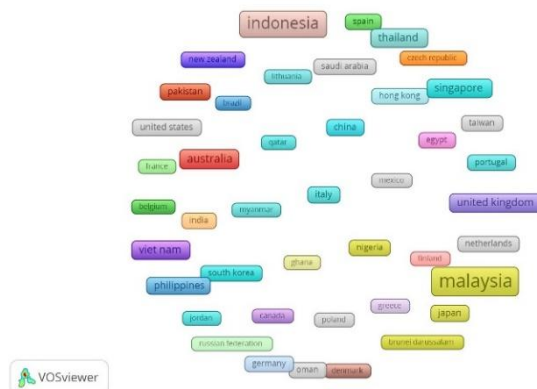 indonesia
spain
thailand
new zealand
saudi arabia
czech republic
lithuania
pakistan
brazil
hong kong
singapore
united states
china
taiwan
qatar
egypt
france
australia
portugal
mexico
italy
belgium
india
myanmar
united kingdom
viet nam
nigeria
netherlands
ghana
finland
south korea
philippines
malaysia
jordan
canada
poland
greece
japan
russian federation
brunei darussalam
germany
oman
denmark
VOSviewer